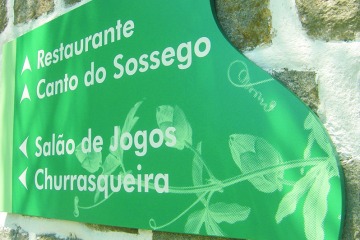 Restaurante
Canto do Sossego
Salão de Jogos
Churrasqueira